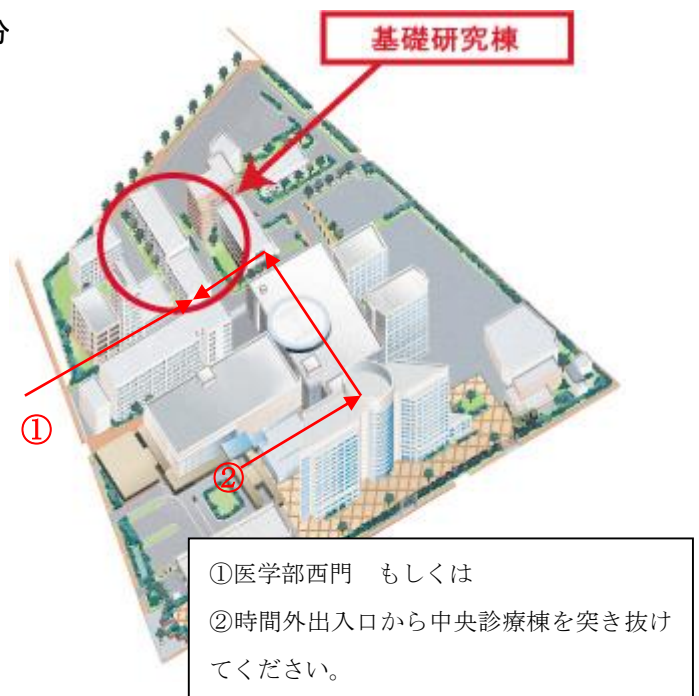 分
基礎研究棟
①
②
①医学部西門　もしくは
②時間外出入口から中央診療棟を突き抜け
てください。